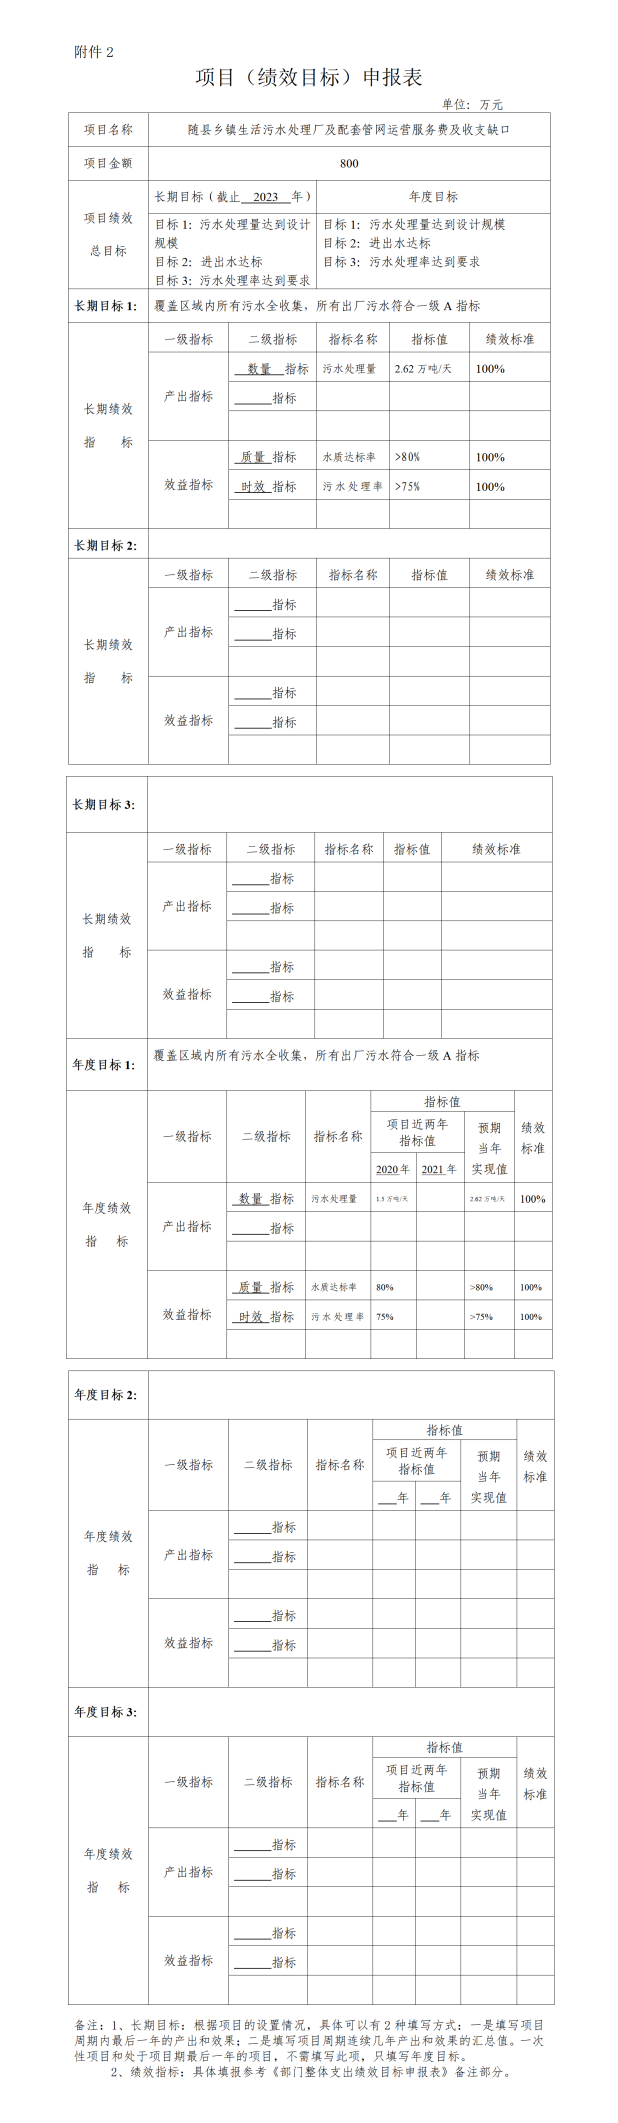 附件 2
项目（绩效目标）申报表
单位：万元
项目名称 随县乡镇生活污水处理厂及配套管网运营服务费及收支缺口
项目金额 800
项目绩效
总目标
长期目标（截止 2023 年） 年度目标
目标 1：污水处理量达到设计
规模
目标 2：进出水达标
目标 3：污水处理率达到要求
目标 1：污水处理量达到设计规模
目标 2：进出水达标
目标 3：污水处理率达到要求
长期目标 1： 覆盖区域内所有污水全收集，所有出厂污水符合一级 A 指标
长期绩效
指 标
一级指标 二级指标 指标名称 指标值 绩效标准
产出指标
数量 指标 污水处理量 2.62 万吨/天 100%
指标
效益指标
质量 指标 水质达标率 >80% 100%
时效 指标 污水处理率 >75% 100%
长期目标 2：
长期绩效
指 标
一级指标 二级指标 指标名称 指标值 绩效标准
产出指标
指标
指标
效益指标
指标
指标
长期目标 3：
长期绩效
指 标
一级指标 二级指标 指标名称 指标值 绩效标准
产出指标
指标
指标
效益指标
指标
指标
年度目标 1： 覆盖区域内所有污水全收集，所有出厂污水符合一级 A 指标
年度绩效
指 标
一级指标 二级指标 指标名称
指标值
项目近两年
指标值
2020年 2021 年
预期
当年
实现值
绩效
标准
产出指标
数量 指标 污水处理量 1.5 万吨/天 2.62 万吨/天 100%
指标
效益指标
质量 指标 水质达标率 80% >80% 100%
时效 指标 污水处理率 75% >75% 100%
年度目标 2：
年度绩效
指 标
一级指标 二级指标 指标名称
指标值
项目近两年
指标值
年 年
预期
当年
实现值
绩效
标准
产出指标
指标
指标
效益指标
指标
指标
年度目标 3：
年度绩效
指 标
一级指标 二级指标 指标名称
指标值
项目近两年
指标值
年 年
预期
当年
实现值
绩效
标准
产出指标
指标
指标
效益指标
指标
指标
备注：1、长期目标：根据项目的设置情况，具体可以有 2 种填写方式：一是填写项目
周期内最后一年的产出和效果；二是填写项目周期连续几年产出和效果的汇总值。一次
性项目和处于项目期最后一年的项目，不需填写此项，只填写年度目标。
2、绩效指标：具体填报参考《部门整体支出绩效目标申报表》备注部分。